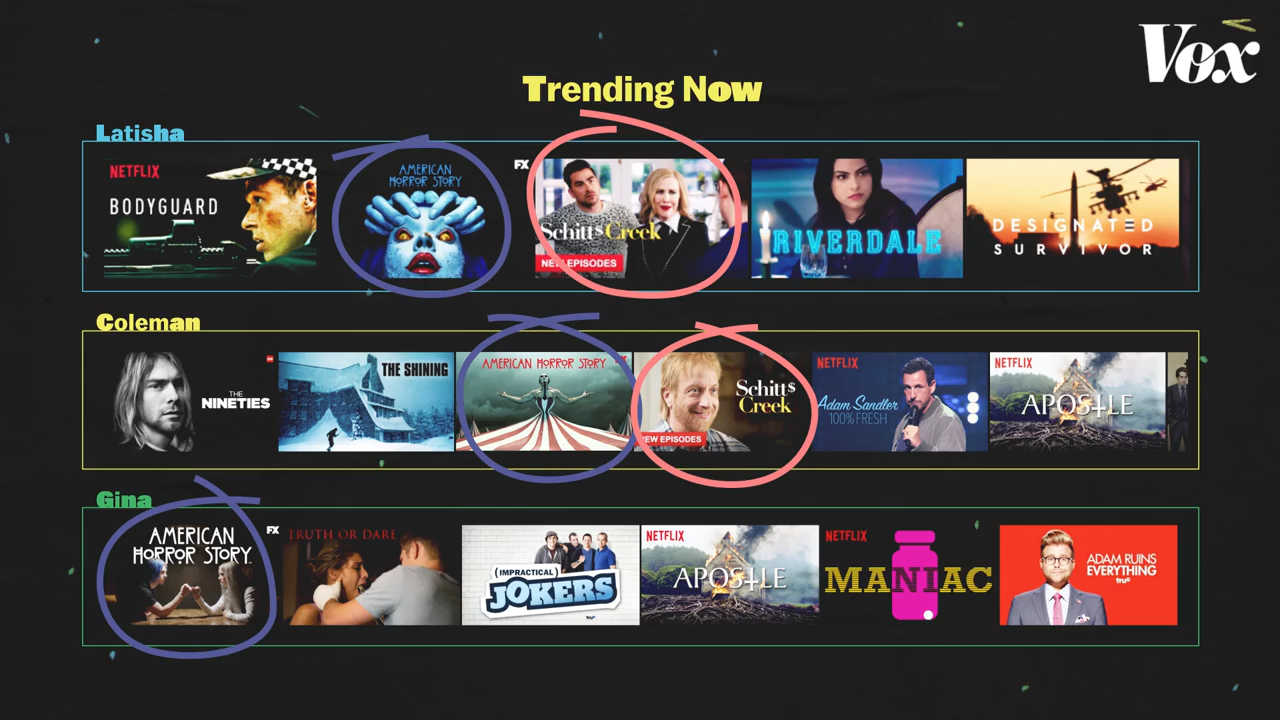 Vox
Trending Now
Latisha
NETFLIX
BODYGUARD
AMERICAN
HORROR STORY
FX
Schitt$ Creek
NEW EPISODES
RIVERDALE
DESIGNATED
SURVIVOR
Coleman
THE
NINETIES
THE SHINING
AMERICAN HORROR STORY
Schitt$
Creek
NEW EPISODES
NETFLIX
Adam Sandler
100% FRESH
NETFLIX
APOSTLE
Gina
AMERICAN
HORROR STORY
FX
TRUTH OR DARE
IMPRACTICAL
JOKERS
truTV
NETFLIX
APOSTLE
NETFLIX
MANIAC
ADAM RUINS
EVERYTHING
truTV